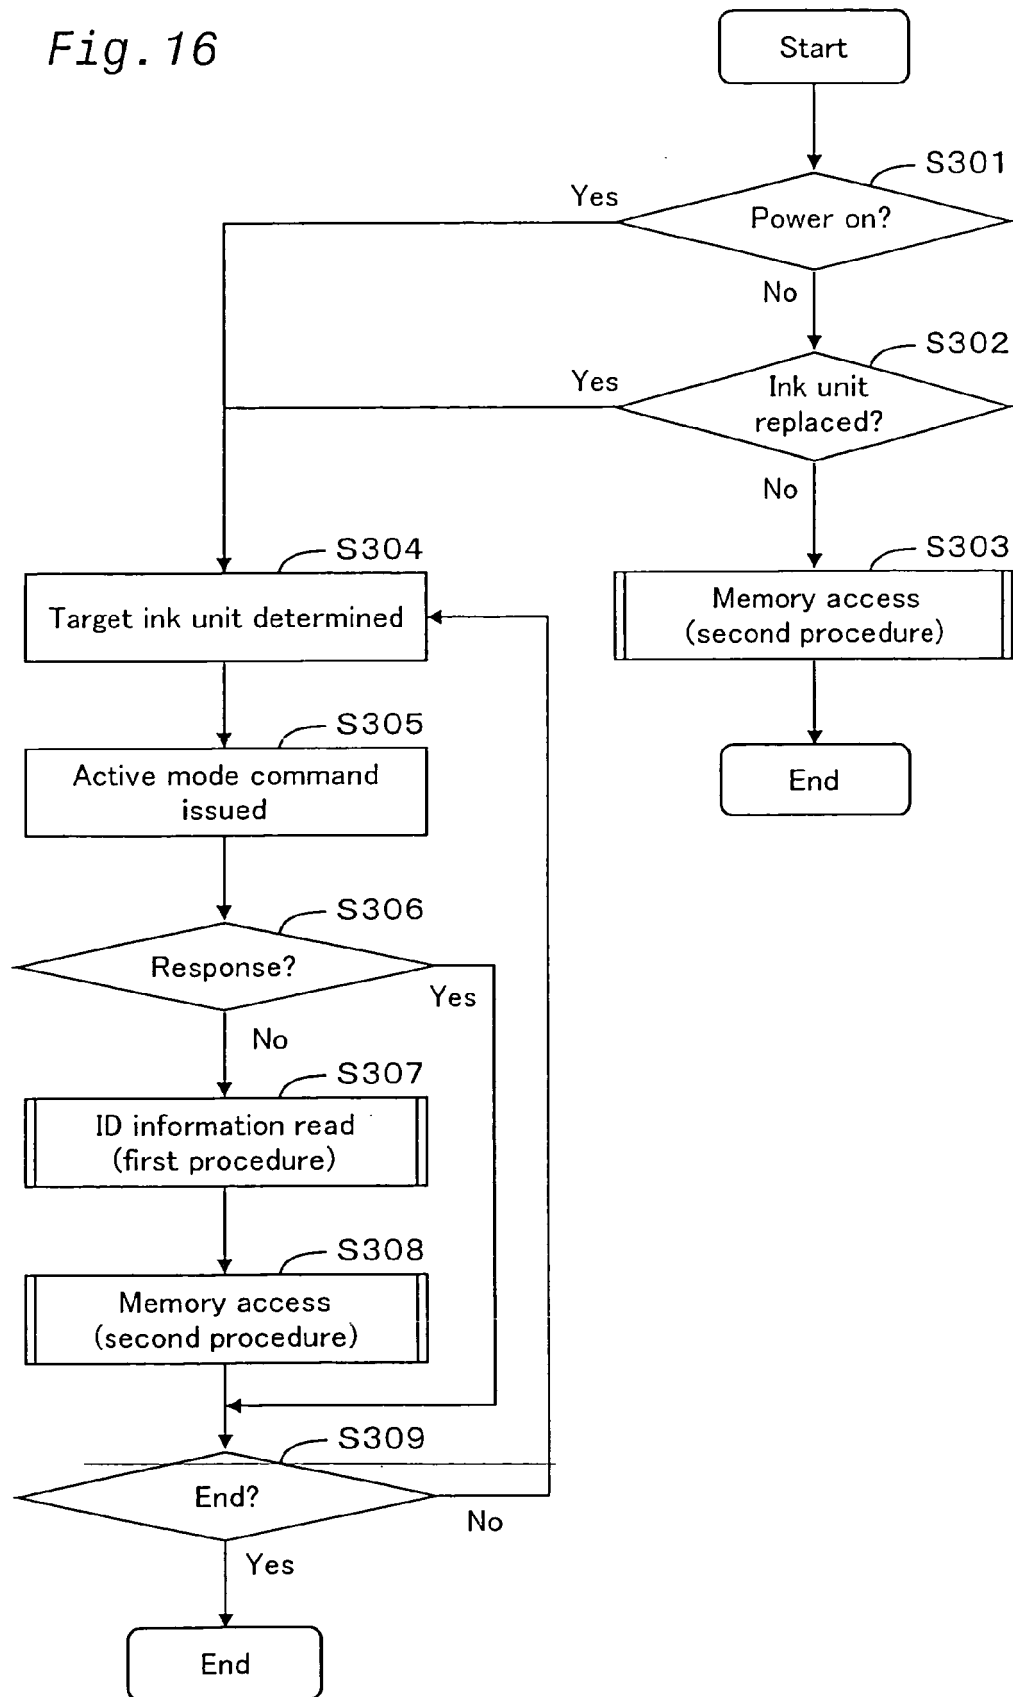 Fig.16
Start
S301
Power on?
Yes
No
S302
Ink unit
replaced?
Yes
No
S303
Memory access
(second procedure)
End
S304
Target ink unit determined
S305
Active mode command
issued
S306
Response?
Yes
No
S307
ID information read
(first procedure)
S308
Memory access
(second procedure)
S309
End?
No
Yes
End